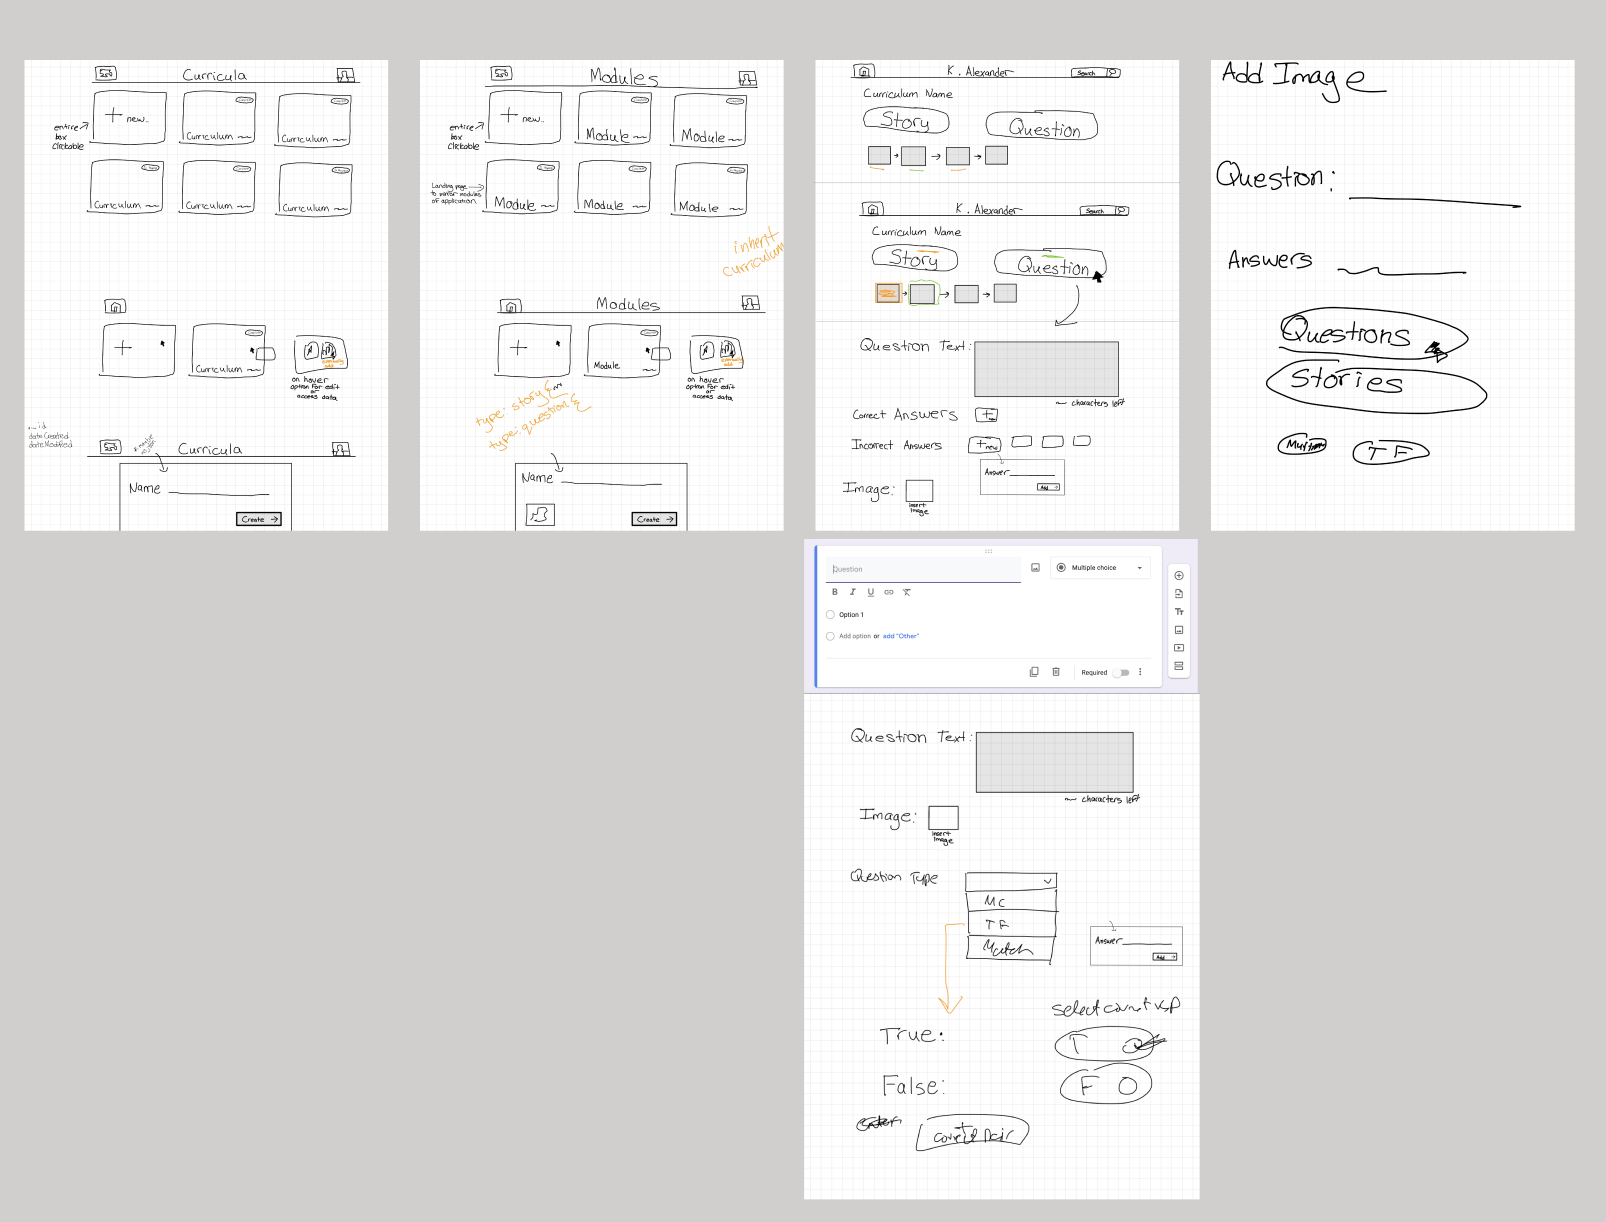 Curricula
+ new..
Curriculum
Curriculum
entire
box
clickable
Curriculum
Curriculum
Curriculum
+
Curriculum
on hover
option for edit
or
access data
id
date Created
date Modified
Curricula
Name
Create →
Modules
+ new..
Module
Module
entire
box
clickable
Landing page
to mirror modules
of application
Module
Module
Module
inherit
curriculum
Modules
+
Module
on hover
option for edit
or
access data
type: story
type: question
Name
Create →
K. Alexander
Search
Curriculum Name
Story
Question
K. Alexander
Search
Curriculum Name
Story
Question
Question Text:
characters left
Correct Answers
+
Incorrect Answers
+ new
Answer
Add →
Image:
insert
image
Add Image
Question:
Answers
Questions
Stories
T F
Question
Multiple choice
B I U
Option 1
Add option or add "Other"
Required
Tт
Question Text:
characters left
Image:
insert
image
Question Type
MC
TF
Match
Answer
Add →
select correct
True:
T
False:
F O
correct pair